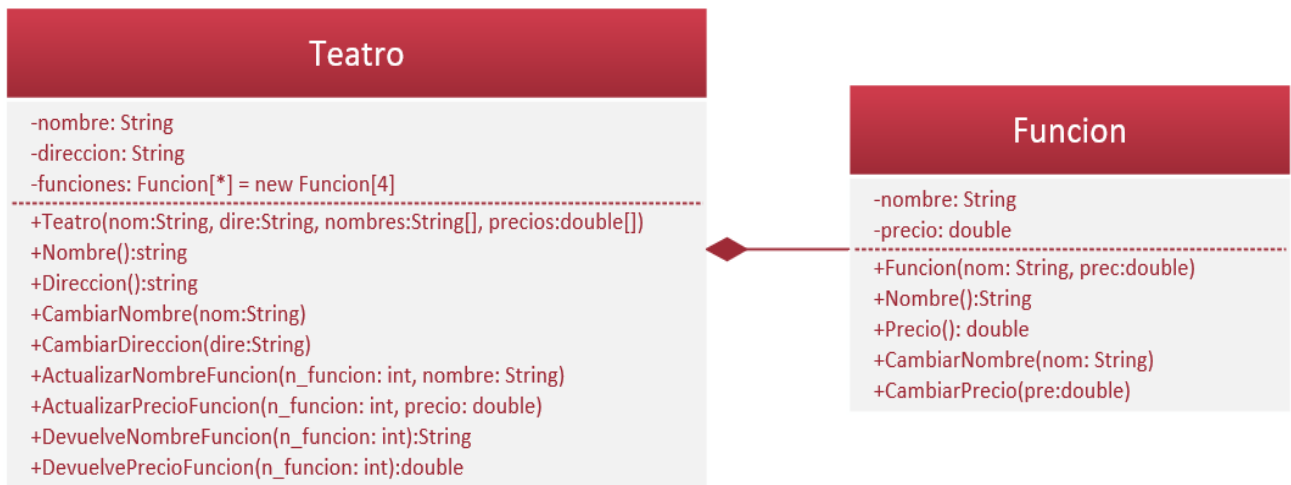 Teatro
-nombre: String
-direccion: String
-funciones: Funcion[*] = new Funcion[4]
+Teatro(nom:String, dire:String, nombres:String[], precios:double[])
+Nombre():string
+Direccion():string
+CambiarNombre(nom:String)
+CambiarDireccion(dire:String)
+ActualizarNombreFuncion(n_funcion: int, nombre: String)
+ActualizarPrecioFuncion(n_funcion: int, precio: double)
+DevuelveNombreFuncion(n_funcion: int):String
+DevuelvePrecioFuncion(n_funcion: int):double
Funcion
-nombre: String
-precio: double
+Funcion(nom: String, prec:double)
+Nombre():String
+Precio(): double
+CambiarNombre(nom: String)
+CambiarPrecio(pre:double)